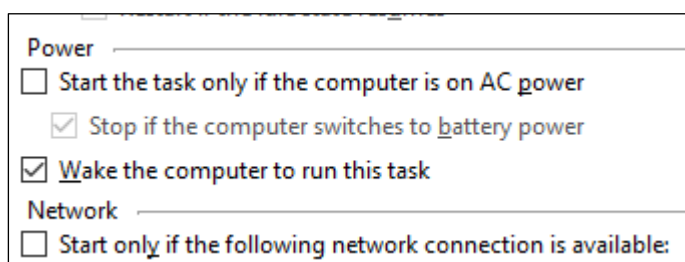 Power
Start the task only if the computer is on AC power
Stop if the computer switches to battery power
Wake the computer to run this task
Network
Start only if the following network connection is available: